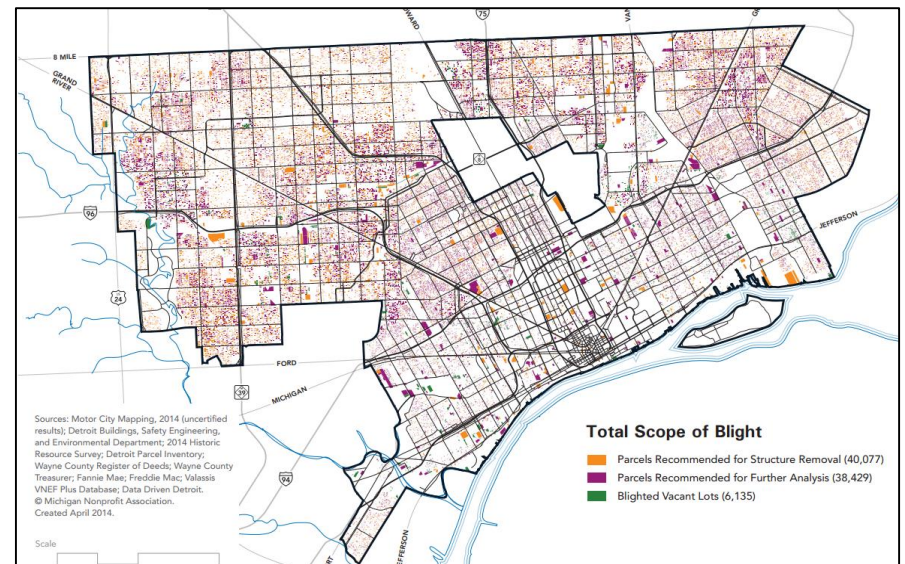 75
8 MILE
GRAND
RIVER
8
96
JEFFERSON
24
FORD
39
MICHIGAN
94
JEFFERSON
Sources: Motor City Mapping, 2014 (uncertified
results); Detroit Buildings, Safety Engineering,
and Environmental Department; 2014 Historic
Resource Survey; Detroit Parcel Inventory;
Wayne County Register of Deeds; Wayne County
Treasurer; Fannie Mae; Freddie Mac; Valassis
VNEF Plus Database; Data Driven Detroit.
© Michigan Nonprofit Association.
Created April 2014.
Scale
Total Scope of Blight
Parcels Recommended for Structure Removal (40,077)
Parcels Recommended for Further Analysis (38,429)
Blighted Vacant Lots (6,135)